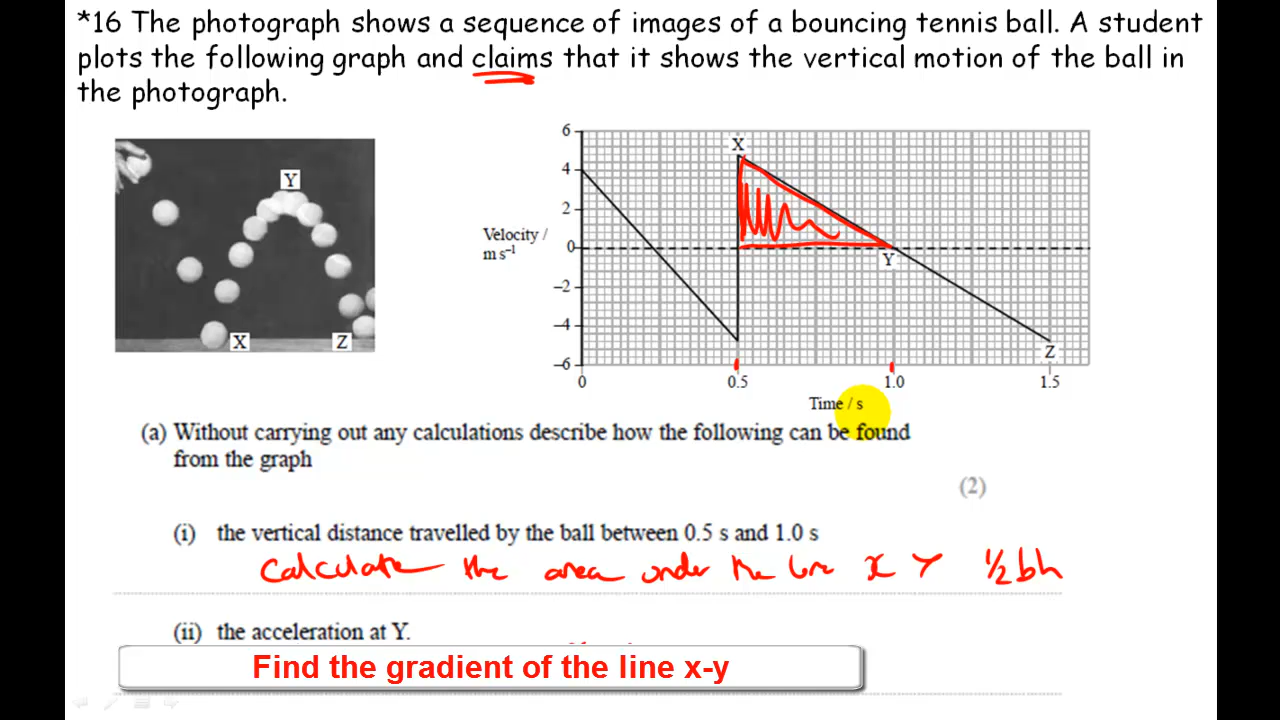 *16 The photograph shows a sequence of images of a bouncing tennis ball. A student
plots the following graph and claims that it shows the vertical motion of the ball in
the photograph.
Y
X
Z
6
4
2
0
-2
-4
-6
Velocity /
m s⁻¹
X
Y
Z
0
0.5
1.0
1.5
Time / s
(a) Without carrying out any calculations describe how the following can be found
from the graph
(2)
(i) the vertical distance travelled by the ball between 0.5 s and 1.0 s
Calculate the area under the line x Y ½ bh
(ii) the acceleration at Y.
Find the gradient of the line x-y